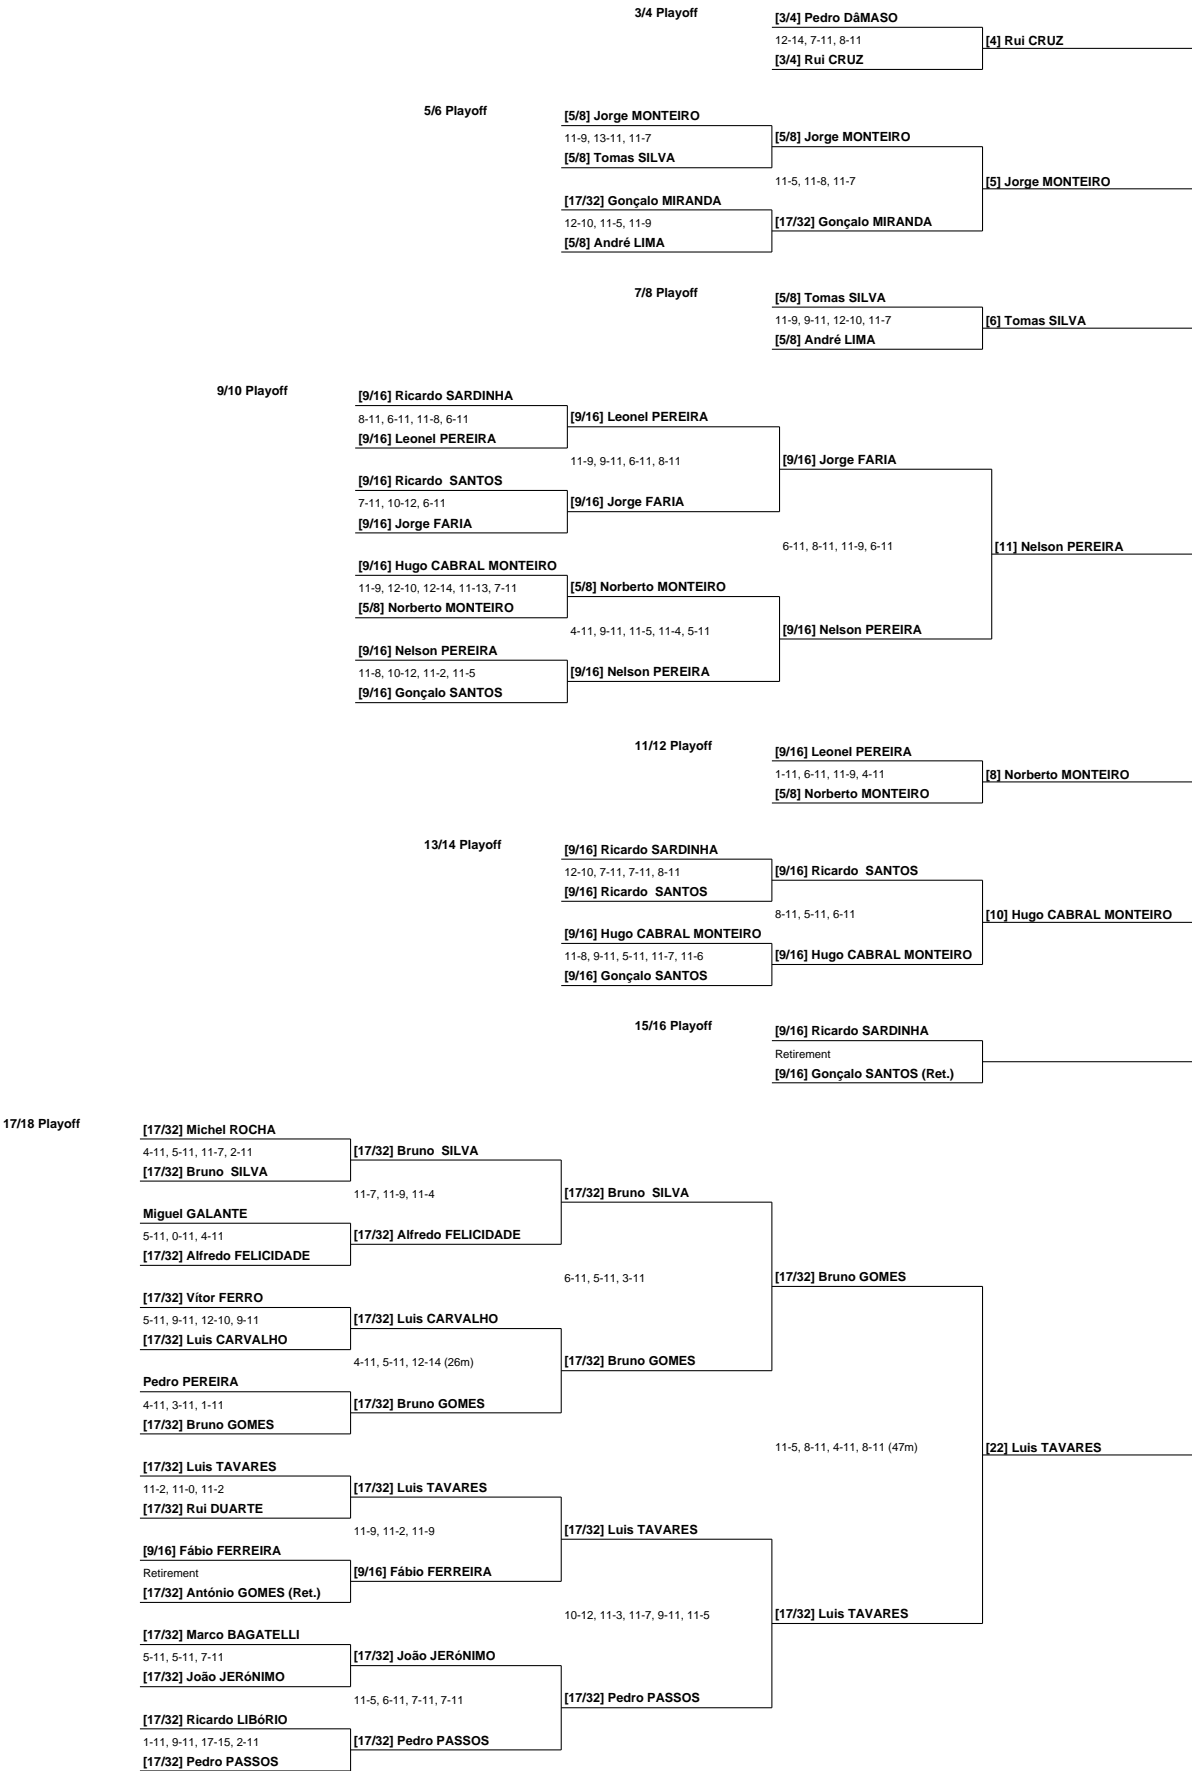 3/4 Playoff
[3/4] Pedro DâMASO
12-14, 7-11, 8-11
[4] Rui CRUZ
[3/4] Rui CRUZ
5/6 Playoff
[5/8] Jorge MONTEIRO
11-9, 13-11, 11-7
[5/8] Jorge MONTEIRO
[5/8] Tomas SILVA
11-5, 11-8, 11-7
[5] Jorge MONTEIRO
[17/32] Gonçalo MIRANDA
12-10, 11-5, 11-9
[17/32] Gonçalo MIRANDA
[5/8] André LIMA
7/8 Playoff
[5/8] Tomas SILVA
11-9, 9-11, 12-10, 11-7
[6] Tomas SILVA
[5/8] André LIMA
9/10 Playoff
[9/16] Ricardo SARDINHA
8-11, 6-11, 11-8, 6-11
[9/16] Leonel PEREIRA
[9/16] Leonel PEREIRA
11-9, 9-11, 6-11, 8-11
[9/16] Jorge FARIA
[9/16] Ricardo  SANTOS
7-11, 10-12, 6-11
[9/16] Jorge FARIA
[9/16] Jorge FARIA
6-11, 8-11, 11-9, 6-11
[11] Nelson PEREIRA
[9/16] Hugo CABRAL MONTEIRO
11-9, 12-10, 12-14, 11-13, 7-11
[5/8] Norberto MONTEIRO
[5/8] Norberto MONTEIRO
4-11, 9-11, 11-5, 11-4, 5-11
[9/16] Nelson PEREIRA
[9/16] Nelson PEREIRA
11-8, 10-12, 11-2, 11-5
[9/16] Nelson PEREIRA
[9/16] Gonçalo SANTOS
11/12 Playoff
[9/16] Leonel PEREIRA
1-11, 6-11, 11-9, 4-11
[8] Norberto MONTEIRO
[5/8] Norberto MONTEIRO
13/14 Playoff
[9/16] Ricardo SARDINHA
12-10, 7-11, 7-11, 8-11
[9/16] Ricardo  SANTOS
[9/16] Ricardo  SANTOS
8-11, 5-11, 6-11
[10] Hugo CABRAL MONTEIRO
[9/16] Hugo CABRAL MONTEIRO
11-8, 9-11, 5-11, 11-7, 11-6
[9/16] Hugo CABRAL MONTEIRO
[9/16] Gonçalo SANTOS
15/16 Playoff
[9/16] Ricardo SARDINHA
Retirement
[9/16] Gonçalo SANTOS (Ret.)
17/18 Playoff
[17/32] Michel ROCHA
4-11, 5-11, 11-7, 2-11
[17/32] Bruno  SILVA
[17/32] Bruno  SILVA
11-7, 11-9, 11-4
[17/32] Bruno  SILVA
Miguel GALANTE
5-11, 0-11, 4-11
[17/32] Alfredo FELICIDADE
[17/32] Alfredo FELICIDADE
6-11, 5-11, 3-11
[17/32] Bruno GOMES
[17/32] Vítor FERRO
5-11, 9-11, 12-10, 9-11
[17/32] Luis CARVALHO
[17/32] Luis CARVALHO
4-11, 5-11, 12-14 (26m)
[17/32] Bruno GOMES
Pedro PEREIRA
4-11, 3-11, 1-11
[17/32] Bruno GOMES
[17/32] Bruno GOMES
11-5, 8-11, 4-11, 8-11 (47m)
[22] Luis TAVARES
[17/32] Luis TAVARES
11-2, 11-0, 11-2
[17/32] Luis TAVARES
[17/32] Rui DUARTE
11-9, 11-2, 11-9
[17/32] Luis TAVARES
[9/16] Fábio FERREIRA
Retirement
[9/16] Fábio FERREIRA
[17/32] António GOMES (Ret.)
10-12, 11-3, 11-7, 9-11, 11-5
[17/32] Luis TAVARES
[17/32] Marco BAGATELLI
5-11, 5-11, 7-11
[17/32] João JERóNIMO
[17/32] João JERóNIMO
11-5, 6-11, 7-11, 7-11
[17/32] Pedro PASSOS
[17/32] Ricardo LIBóRIO
1-11, 9-11, 17-15, 2-11
[17/32] Pedro PASSOS
[17/32] Pedro PASSOS